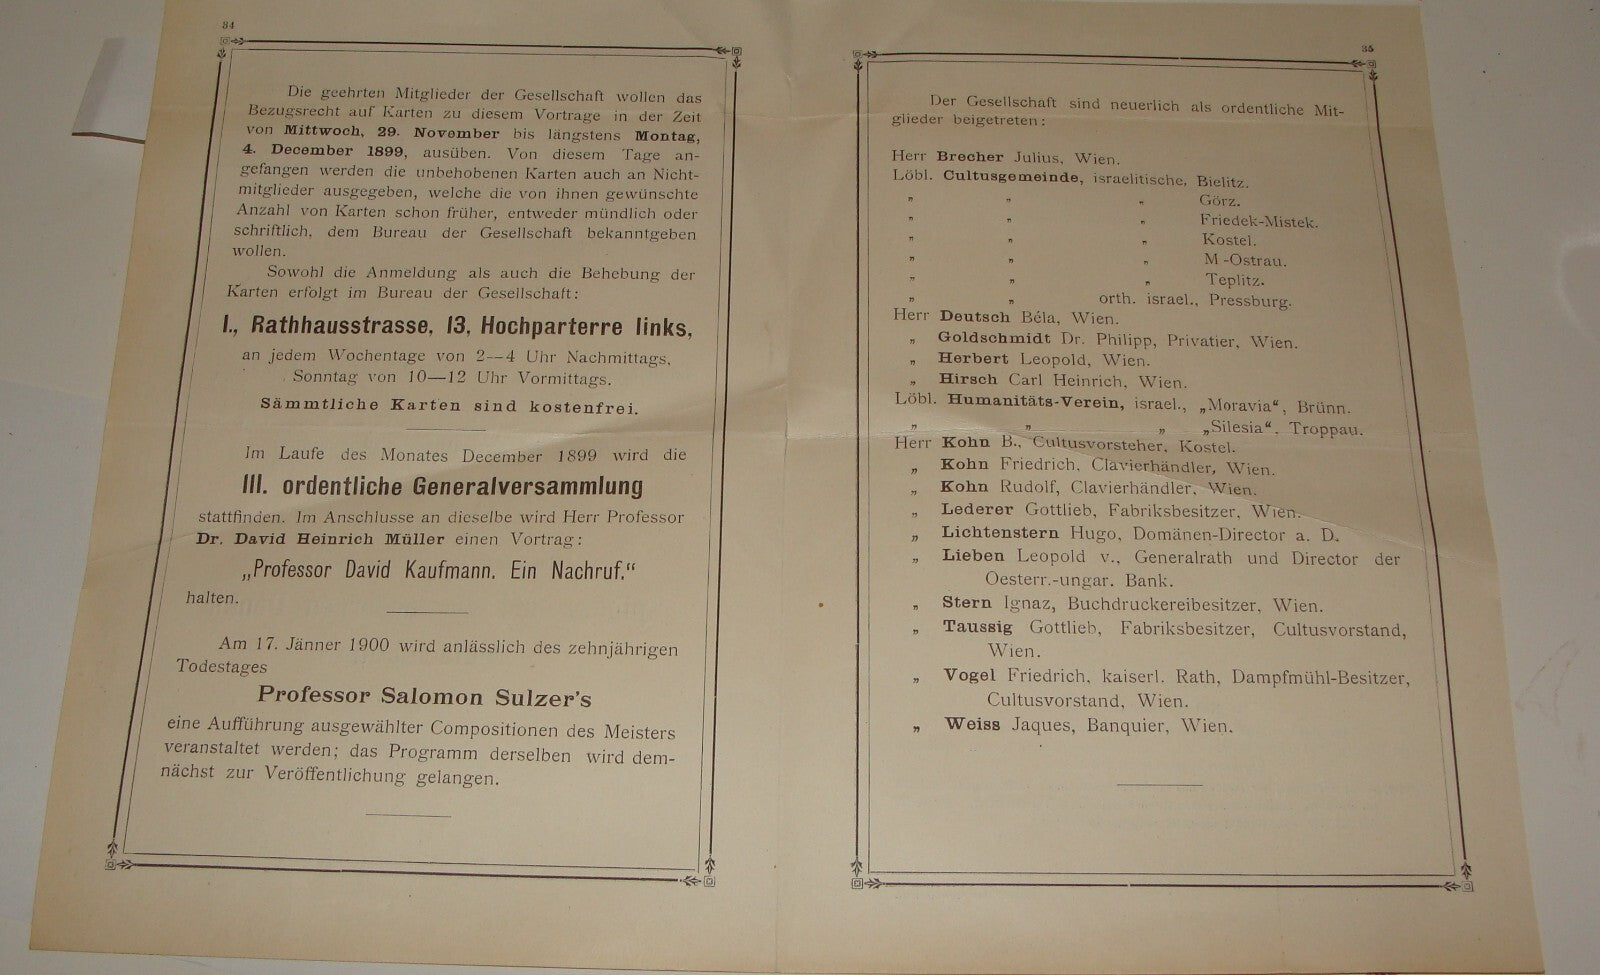 34
Die geehrten Mitglieder der Gesellschaft wollen das
Bezugsrecht auf Karten zu diesem Vortrage in der Zeit
von Mittwoch, 29. November bis längstens Montag,
4. December 1899, ausüben. Von diesem Tage an-
gefangen werden die unbehobenen Karten auch an Nicht-
mitglieder ausgegeben, welche die von ihnen gewünschte
Anzahl von Karten schon früher, entweder mündlich oder
schriftlich, dem Bureau der Gesellschaft bekanntgeben
wollen.
Sowohl die Anmeldung als auch die Behebung der
Karten erfolgt im Bureau der Gesellschaft:
I., Rathhausstrasse, 13, Hochparterre links,
an jedem Wochentage von 2—4 Uhr Nachmittags,
Sonntag von 10—12 Uhr Vormittags.
Sämmtliche Karten sind kostenfrei.
Im Laufe des Monates December 1899 wird die
III. ordentliche Generalversammlung
stattfinden. Im Anschlusse an dieselbe wird Herr Professor
Dr. David Heinrich Müller einen Vortrag:
„Professor David Kaufmann. Ein Nachruf.“
halten.
Am 17. Jänner 1900 wird anlässlich des zehnjährigen
Todestages
Professor Salomon Sulzer's
eine Aufführung ausgewählter Compositionen des Meisters
veranstaltet werden; das Programm derselben wird dem-
nächst zur Veröffentlichung gelangen.
35
Der Gesellschaft sind neuerlich als ordentliche Mit-
glieder beigetreten:
Herr Brecher Julius, Wien.
Löbl. Cultusgemeinde, israelitische, Bielitz.
„ „ „ Görz.
„ „ „ Friedek-Mistek.
„ „ „ Kostel.
„ „ „ M-Ostrau.
„ „ „ Teplitz.
„ „ orth. israel., Pressburg.
Herr Deutsch Béla, Wien.
„ Goldschmidt Dr. Philipp, Privatier, Wien.
„ Herbert Leopold, Wien.
„ Hirsch Carl Heinrich, Wien.
Löbl. Humanitäts-Verein, israel., „Moravia“, Brünn.
„ „ „ „Silesia“, Troppau.
Herr Kohn B., Cultusvorsteher, Kostel.
„ Kohn Friedrich, Clavierhändler, Wien.
„ Kohn Rudolf, Clavierhändler, Wien.
„ Lederer Gottlieb, Fabriksbesitzer, Wien.
„ Lichtenstern Hugo, Domänen-Director a. D.
„ Lieben Leopold v., Generalrath und Director der
Oesterr.-ungar. Bank.
„ Stern Ignaz, Buchdruckereibesitzer, Wien.
„ Taussig Gottlieb, Fabriksbesitzer, Cultusvorstand,
Wien.
„ Vogel Friedrich, kaiserl. Rath, Dampfmühl-Besitzer,
Cultusvorstand, Wien.
„ Weiss Jaques, Banquier, Wien.